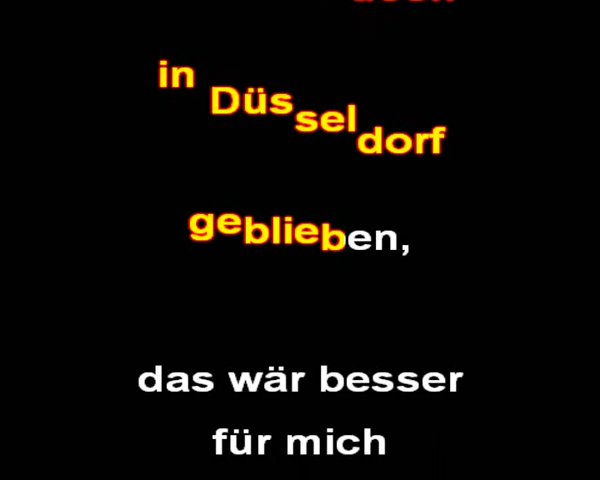 in Düsseldorf
geblieben,
das wär besser
für mich